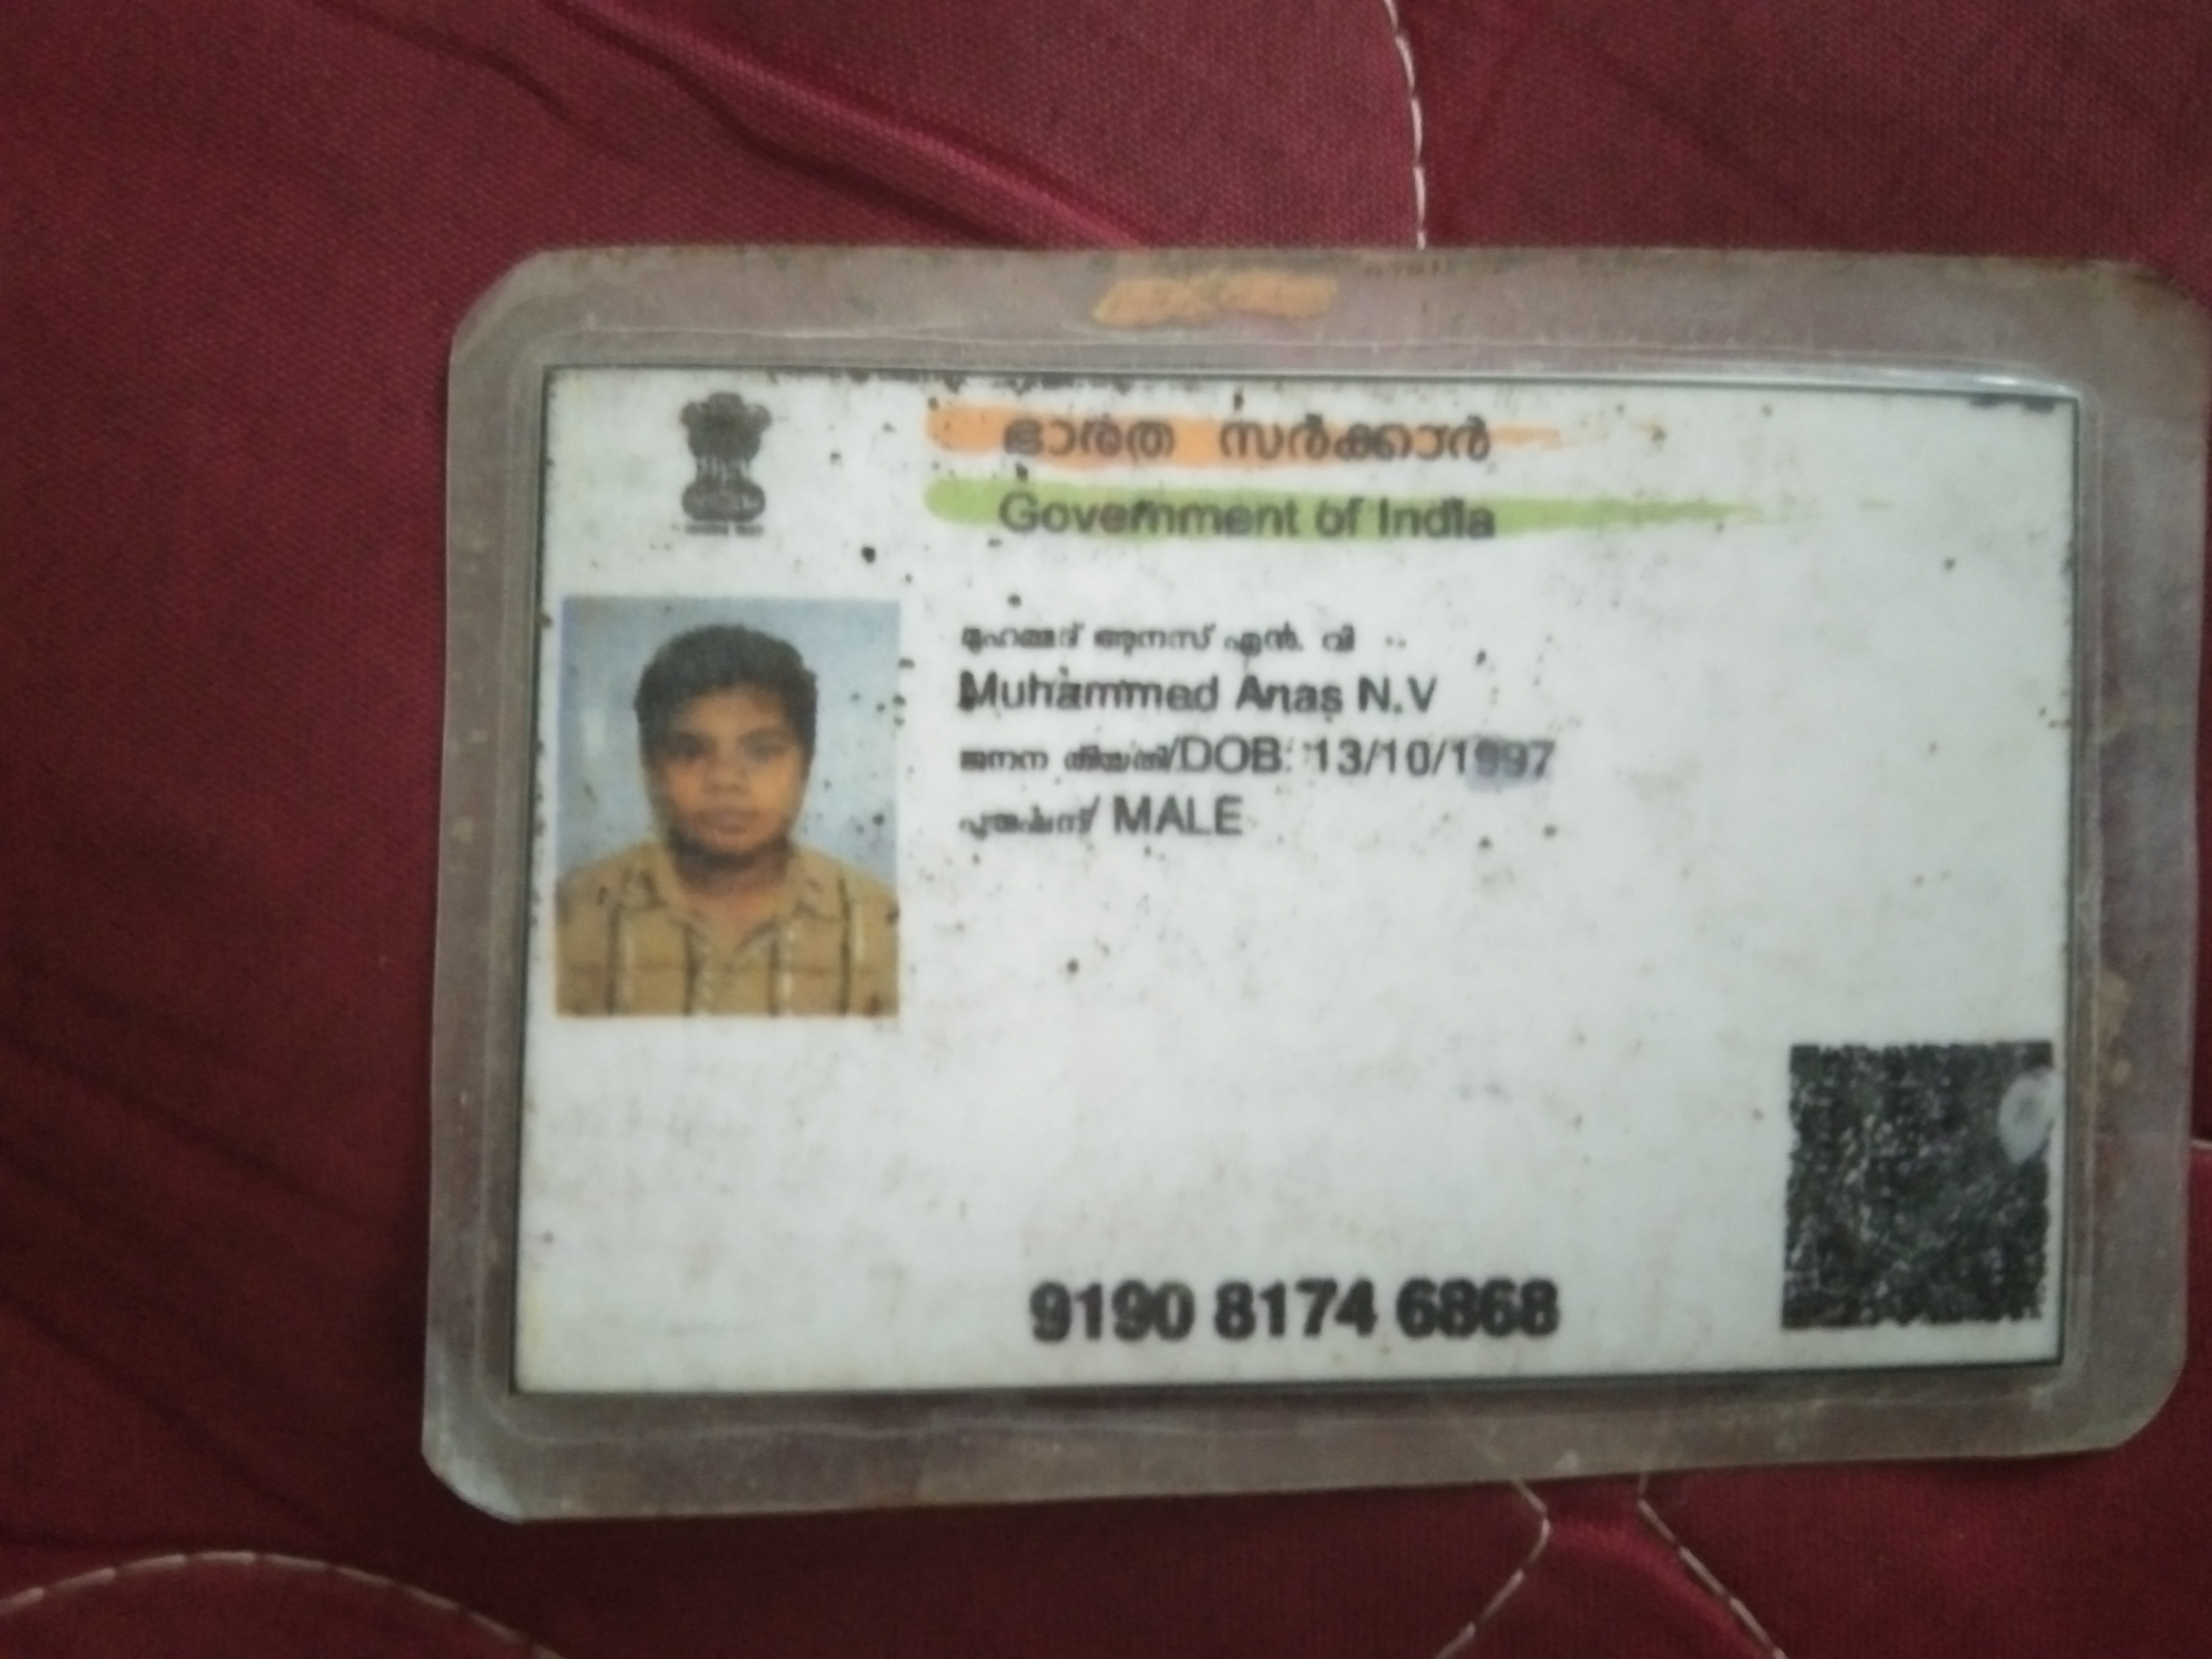 ഭാരത സർക്കാർ
Government of India
മുഹമ്മദ് ആനസ് എൻ. വി
Muhammed Anas N.V
ജനന തീയതി/DOB: 13/10/1997
പുരുഷൻ/ MALE
9190 8174 6868